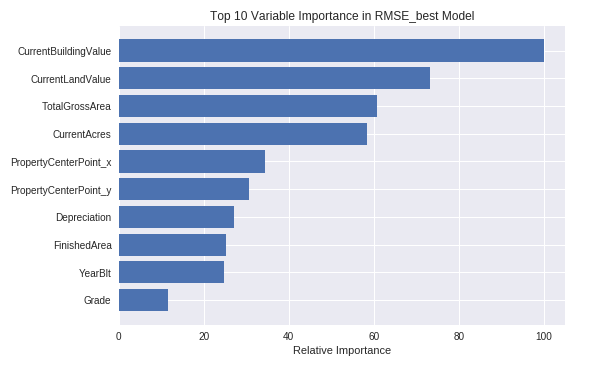 Top 10 Variable Importance in RMSE_best Model
CurrentBuildingValue
CurrentLandValue
TotalGrossArea
CurrentAcres
PropertyCenterPoint_x
PropertyCenterPoint_y
Depreciation
FinishedArea
YearBlt
Grade
0 20 40 60 80 100
Relative Importance